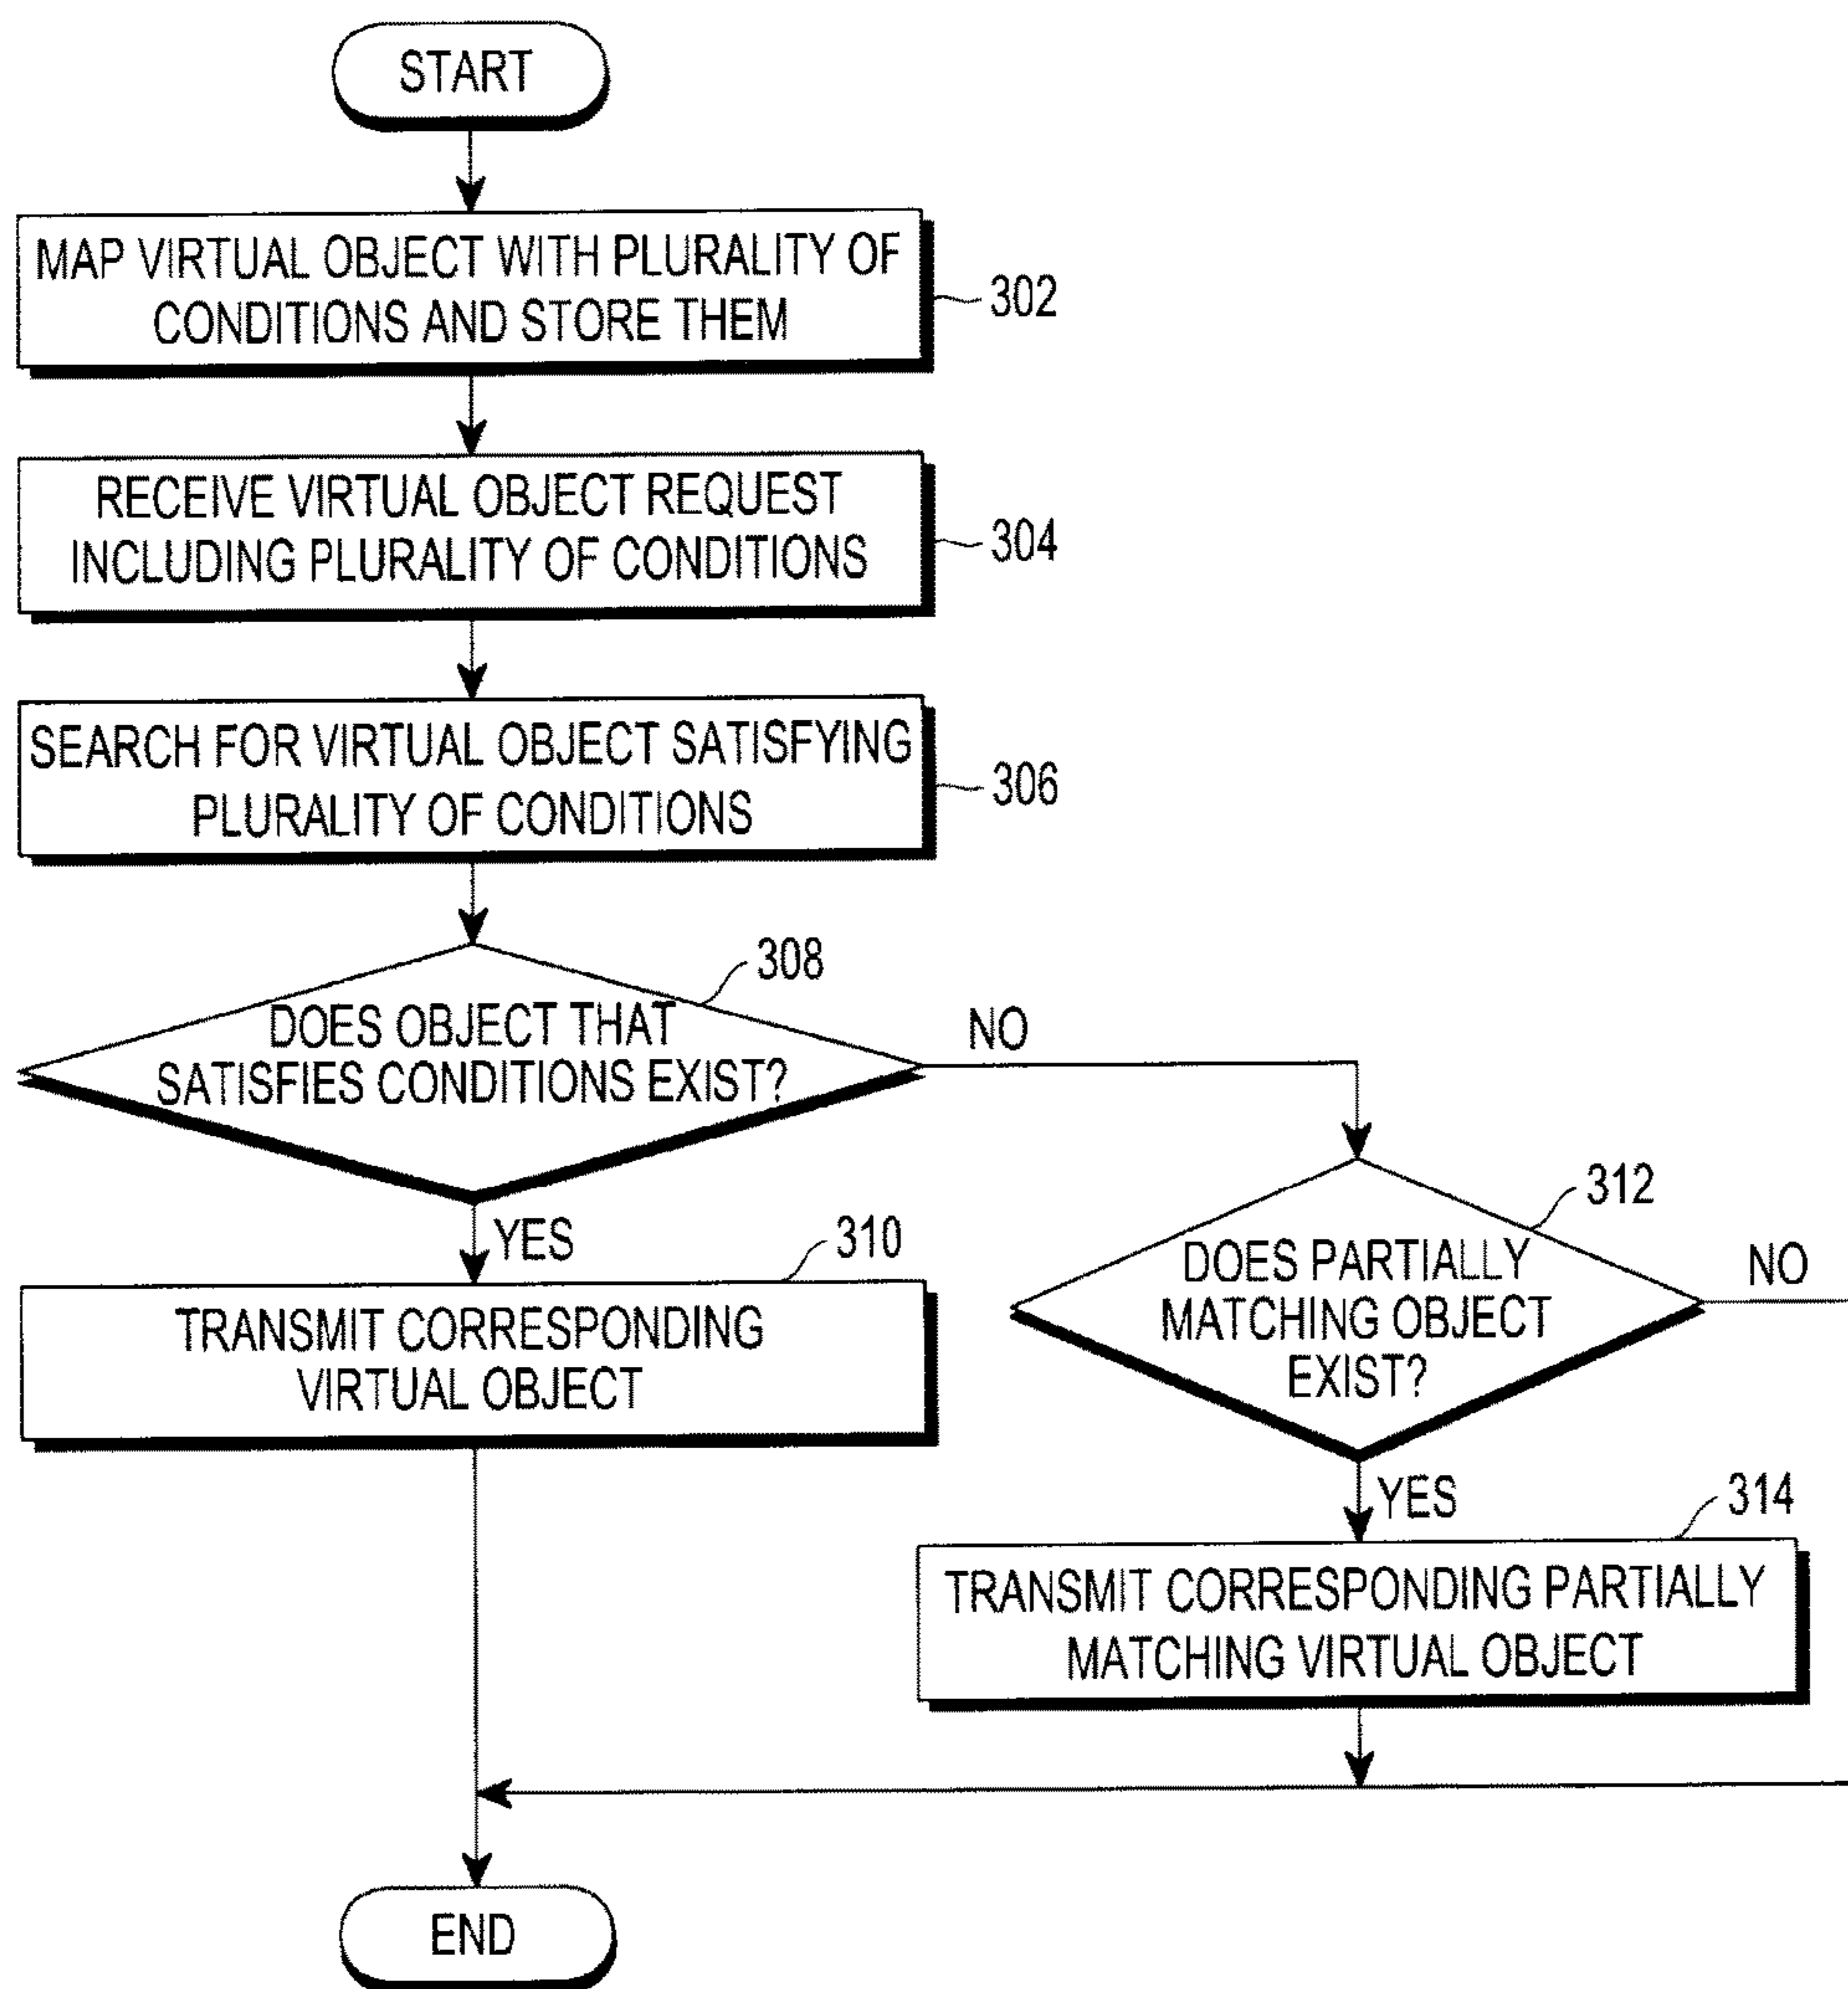 START
MAP VIRTUAL OBJECT WITH PLURALITY OF
CONDITIONS AND STORE THEM
302
RECEIVE VIRTUAL OBJECT REQUEST
INCLUDING PLURALITY OF CONDITIONS
304
SEARCH FOR VIRTUAL OBJECT SATISFYING
PLURALITY OF CONDITIONS
306
308
DOES OBJECT THAT
SATISFIES CONDITIONS EXIST?
NO
YES
310
TRANSMIT CORRESPONDING
VIRTUAL OBJECT
312
DOES PARTIALLY
MATCHING OBJECT
EXIST?
NO
YES
314
TRANSMIT CORRESPONDING PARTIALLY
MATCHING VIRTUAL OBJECT
END